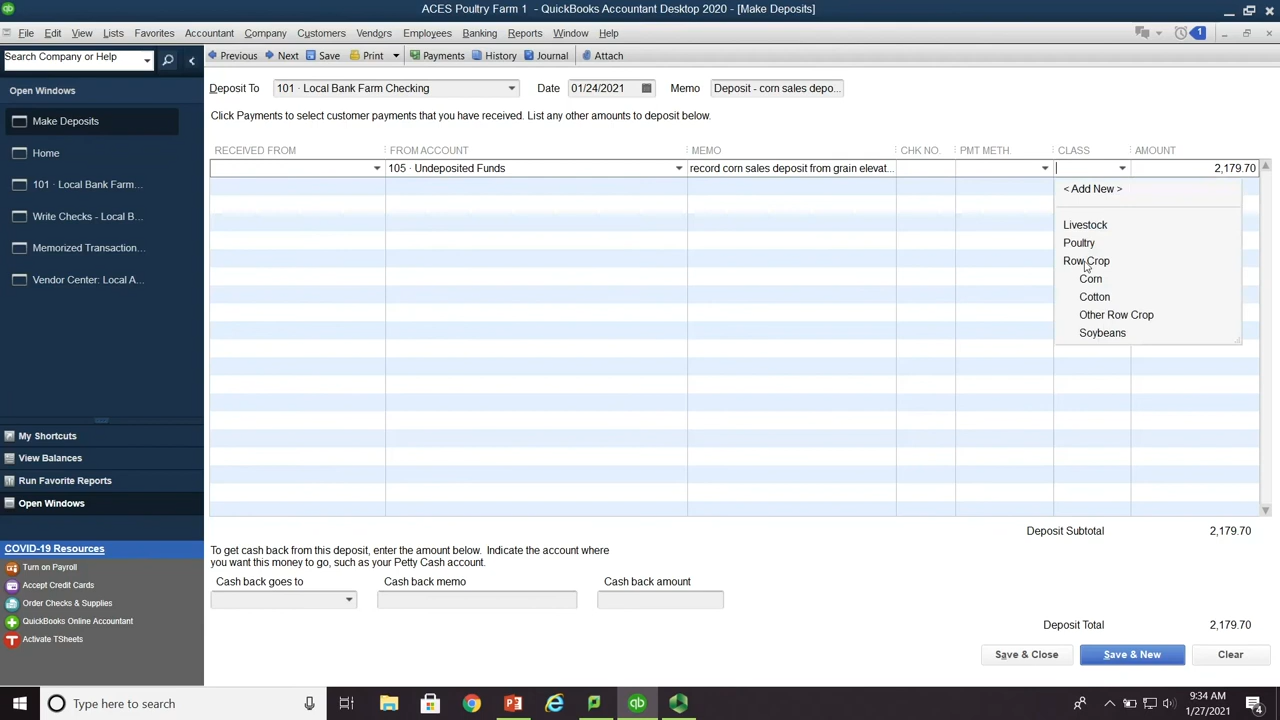 ACES Poultry Farm 1 - QuickBooks Accountant Desktop 2020 - [Make Deposits]
File Edit View Lists Favorites Accountant Company Customers Vendors Employees Banking Reports Window Help
1
Search Company or Help
Previous Next Save Print Payments History Journal Attach
Open Windows
Make Deposits
Home
101 · Local Bank Farm...
Write Checks - Local B...
Memorized Transaction...
Vendor Center: Local A...
My Shortcuts
View Balances
Run Favorite Reports
Open Windows
COVID-19 Resources
Turn on Payroll
Accept Credit Cards
Order Checks & Supplies
QuickBooks Online Accountant
Activate TSheets
Deposit To 101 · Local Bank Farm Checking Date 01/24/2021 Memo Deposit - corn sales depo...
Click Payments to select customer payments that you have received. List any other amounts to deposit below.
RECEIVED FROM FROM ACCOUNT MEMO CHK NO. PMT METH. CLASS AMOUNT
105 · Undeposited Funds record corn sales deposit from grain elevat... 2,179.70
< Add New >
Livestock
Poultry
Row Crop
Corn
Cotton
Other Row Crop
Soybeans
Deposit Subtotal 2,179.70
To get cash back from this deposit, enter the amount below. Indicate the account where
you want this money to go, such as your Petty Cash account.
Cash back goes to Cash back memo Cash back amount
Deposit Total 2,179.70
Save & Close Save & New Clear
Type here to search
9:34 AM
1/27/2021
4